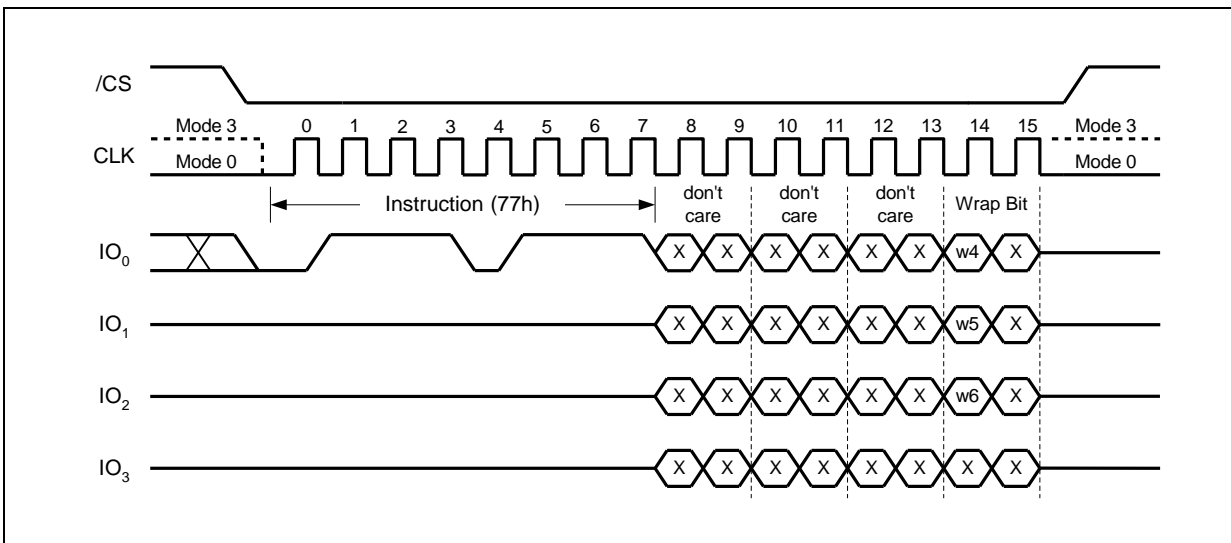 /CS
Mode 3 0 1 2 3 4 5 6 7 8 9 10 11 12 13 14 15 Mode 3
CLK
Mode 0 Mode 0
Instruction (77h) don't care don't care don't care Wrap Bit
IO0 X X X X X X w4 X
IO1 X X X X X X w5 X
IO2 X X X X X X w6 X
IO3 X X X X X X X X